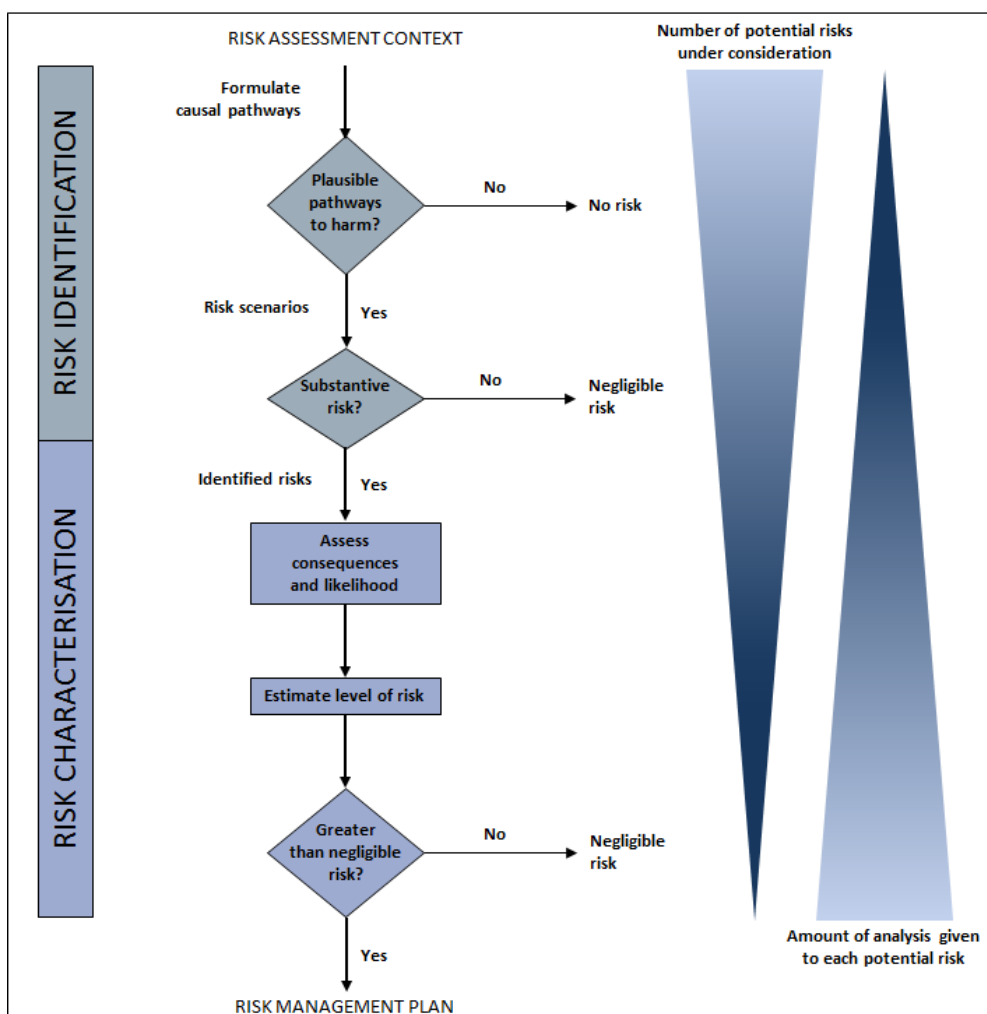 RISK ASSESSMENT CONTEXT
Number of potential risks
under consideration
RISK IDENTIFICATION
Formulate
causal pathways
Plausible
pathways
to harm?
No
No risk
Risk scenarios
Yes
Substantive
risk?
No
Negligible
risk
RISK CHARACTERISATION
Identified risks
Yes
Assess
consequences
and likelihood
Estimate level of risk
Greater
than negligible
risk?
No
Negligible
risk
Amount of analysis given
to each potential risk
Yes
RISK MANAGEMENT PLAN